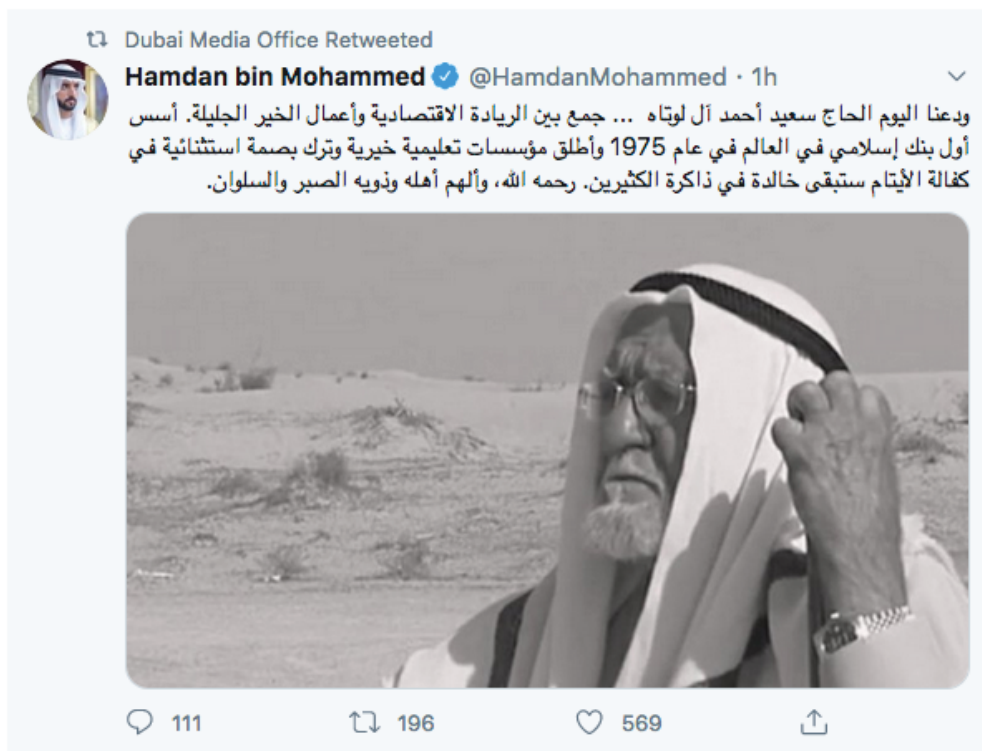 Dubai Media Office Retweeted
Hamdan bin Mohammed @HamdanMohammed · 1h
ودعنا اليوم الحاج سعيد أحمد آل لوتاه ... جمع بين الريادة الاقتصادية وأعمال الخير الجليلة. أسس
أول بنك إسلامي في العالم في عام 1975 وأطلق مؤسسات تعليمية خيرية وترك بصمة استثنائية في
كفالة الأيتام ستبقى خالدة في ذاكرة الكثيرين. رحمه الله، وألهم أهله وذويه الصبر والسلوان.
111 196 569